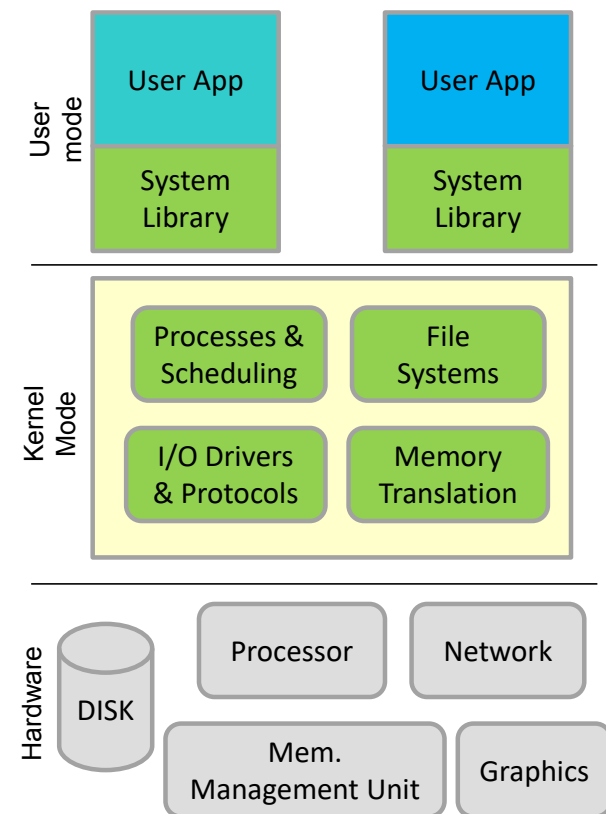 User
mode
User App
User App
System
Library
System
Library
Kernel
Mode
Processes &
Scheduling
File
Systems
I/O Drivers
& Protocols
Memory
Translation
Hardware
DISK
Processor
Network
Mem.
Management Unit
Graphics